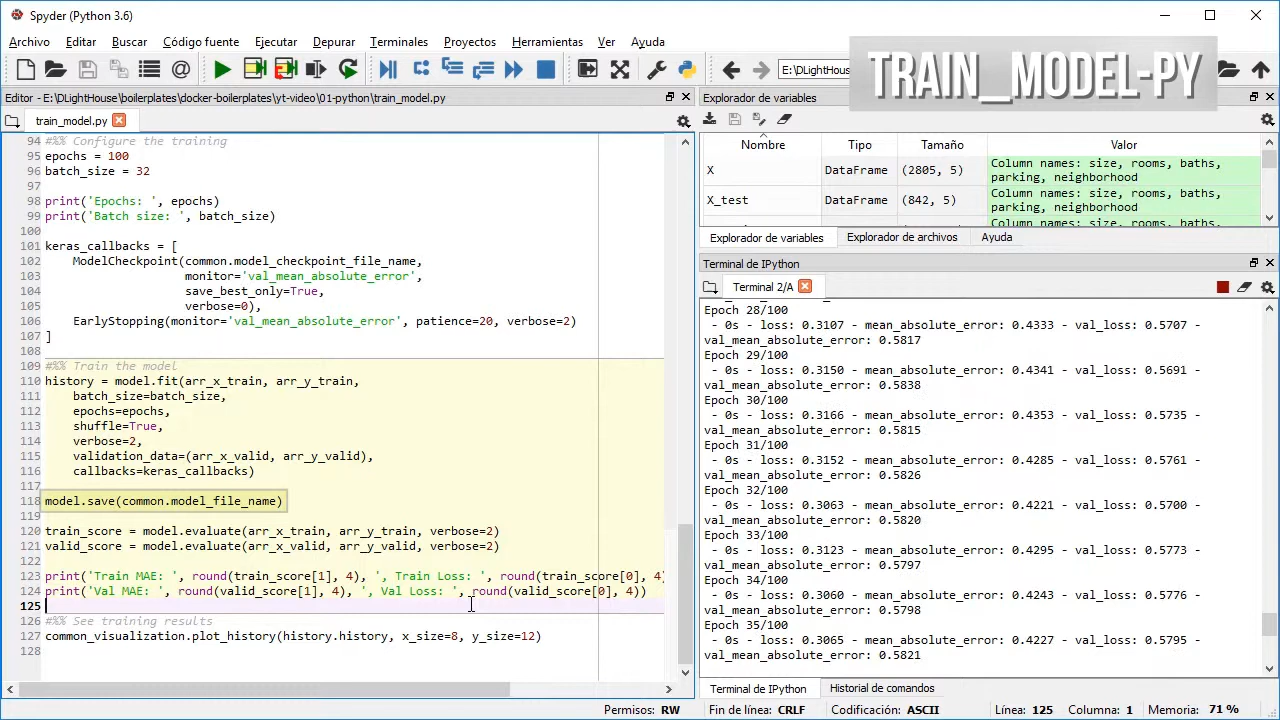 Spyder (Python 3.6)
Archivo Editar Buscar Código fuente Ejecutar Depurar Terminales Proyectos Herramientas Ver Ayuda
E:\DLightHouse
TRAIN_MODEL-PY
Editor - E:\DLightHouse\boilerplates\docker-boilerplates\yt-video\01-python\train_model.py
train_model.py
94 #%% Configure the training
95 epochs = 100
96 batch_size = 32
97
98 print('Epochs: ', epochs)
99 print('Batch size: ', batch_size)
100
101 keras_callbacks = [
102 ModelCheckpoint(common.model_checkpoint_file_name,
103 monitor='val_mean_absolute_error',
104 save_best_only=True,
105 verbose=0),
106 EarlyStopping(monitor='val_mean_absolute_error', patience=20, verbose=2)
107 ]
108
109 #%% Train the model
110 history = model.fit(arr_x_train, arr_y_train,
111 batch_size=batch_size,
112 epochs=epochs,
113 shuffle=True,
114 verbose=2,
115 validation_data=(arr_x_valid, arr_y_valid),
116 callbacks=keras_callbacks)
117
118 model.save(common.model_file_name)
119
120 train_score = model.evaluate(arr_x_train, arr_y_train, verbose=2)
121 valid_score = model.evaluate(arr_x_valid, arr_y_valid, verbose=2)
122
123 print('Train MAE: ', round(train_score[1], 4), ', Train Loss: ', round(train_score[0], 4)
124 print('Val MAE: ', round(valid_score[1], 4), ', Val Loss: ', round(valid_score[0], 4))
125
126 #%% See training results
127 common_visualization.plot_history(history.history, x_size=8, y_size=12)
128
Explorador de variables
Nombre Tipo Tamaño Valor
X DataFrame (2805, 5) Column names: size, rooms, baths,
parking, neighborhood
X_test DataFrame (842, 5) Column names: size, rooms, baths,
parking, neighborhood
Explorador de variables Explorador de archivos Ayuda
Terminal de IPython
Terminal 2/A
Epoch 28/100
- 0s - loss: 0.3107 - mean_absolute_error: 0.4333 - val_loss: 0.5707 -
val_mean_absolute_error: 0.5817
Epoch 29/100
- 0s - loss: 0.3150 - mean_absolute_error: 0.4341 - val_loss: 0.5691 -
val_mean_absolute_error: 0.5838
Epoch 30/100
- 0s - loss: 0.3166 - mean_absolute_error: 0.4353 - val_loss: 0.5735 -
val_mean_absolute_error: 0.5815
Epoch 31/100
- 0s - loss: 0.3152 - mean_absolute_error: 0.4285 - val_loss: 0.5761 -
val_mean_absolute_error: 0.5826
Epoch 32/100
- 0s - loss: 0.3063 - mean_absolute_error: 0.4221 - val_loss: 0.5700 -
val_mean_absolute_error: 0.5820
Epoch 33/100
- 0s - loss: 0.3123 - mean_absolute_error: 0.4295 - val_loss: 0.5773 -
val_mean_absolute_error: 0.5797
Epoch 34/100
- 0s - loss: 0.3060 - mean_absolute_error: 0.4243 - val_loss: 0.5776 -
val_mean_absolute_error: 0.5798
Epoch 35/100
- 0s - loss: 0.3065 - mean_absolute_error: 0.4227 - val_loss: 0.5795 -
val_mean_absolute_error: 0.5821
Terminal de IPython Historial de comandos
Permisos: RW Fin de línea: CRLF Codificación: ASCII Línea: 125 Columna: 1 Memoria: 71 %